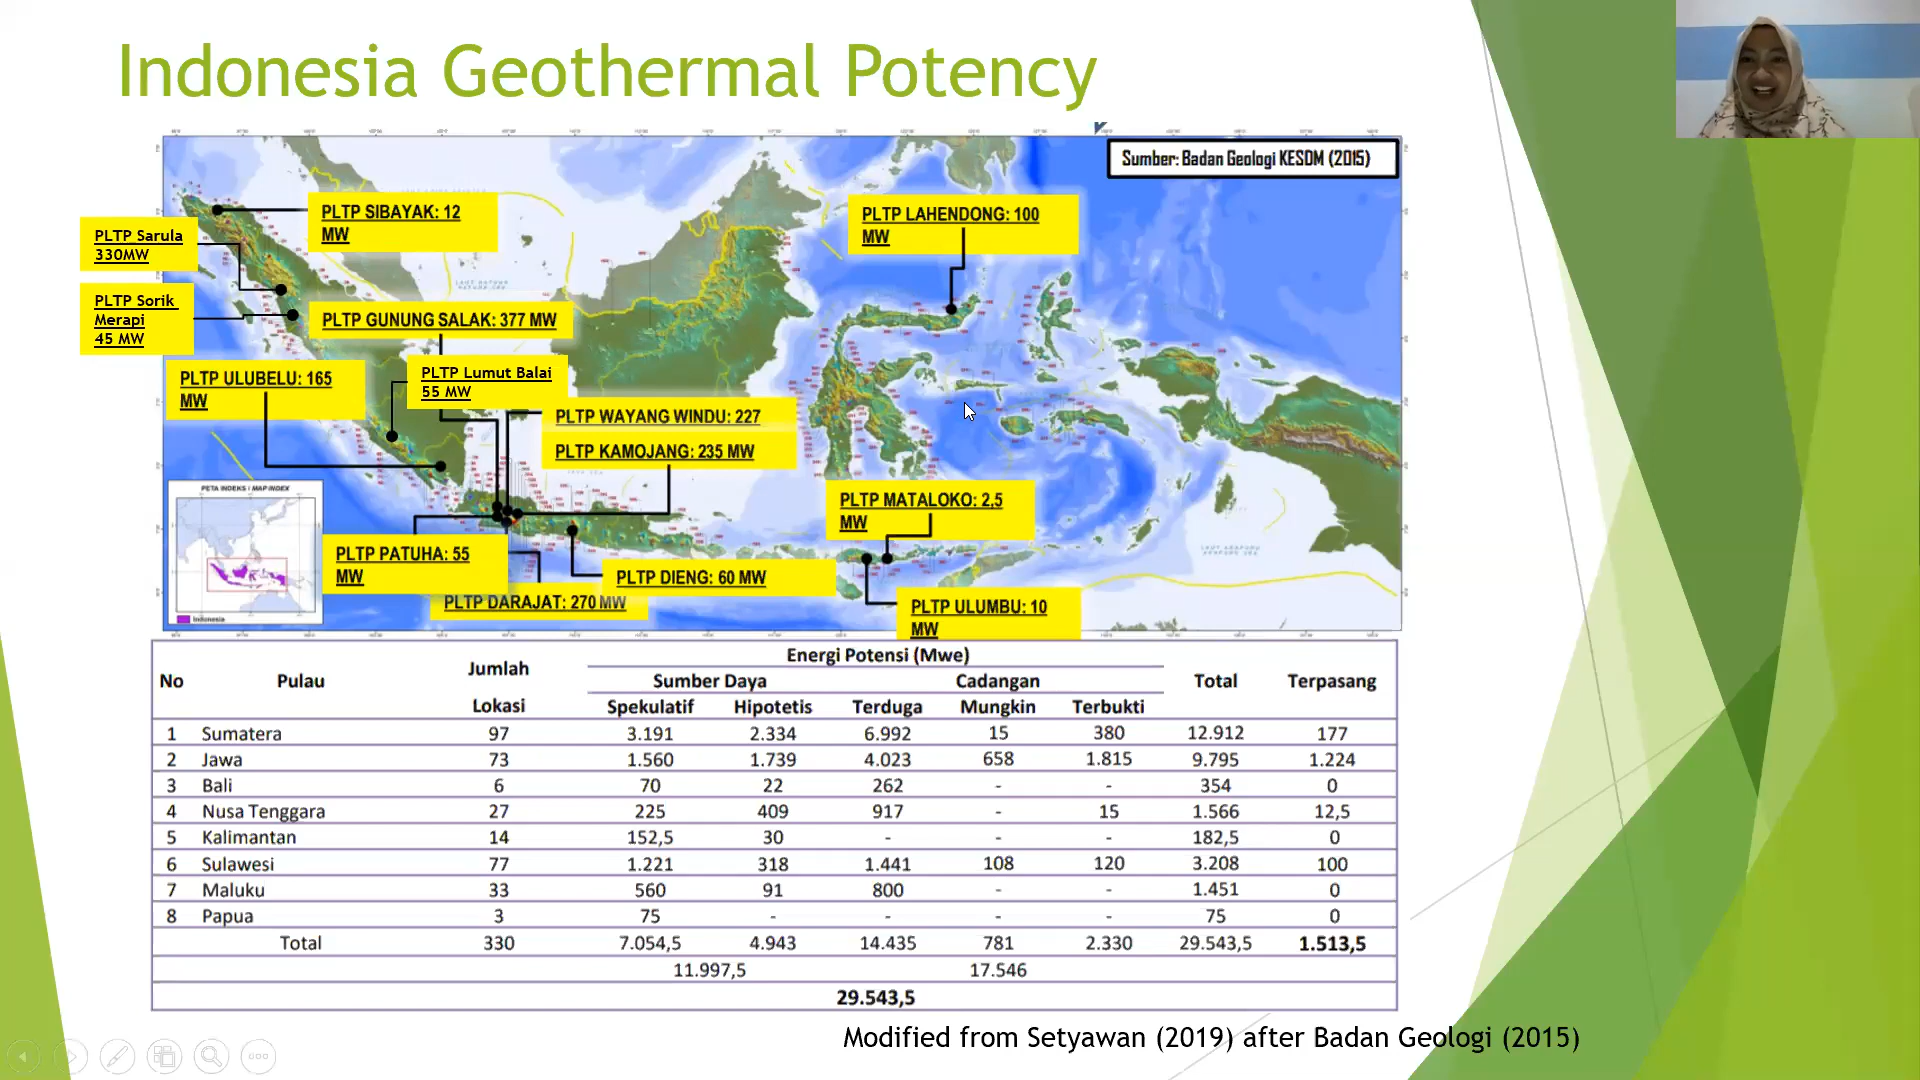 Indonesia Geothermal Potency
Sumber: Badan Geologi KESDM (2015)
PLTP SIBAYAK: 12
MW
PLTP LAHENDONG: 100
MW
PLTP Sarula
330MW
PLTP Sorik
Merapi
45 MW
PLTP GUNUNG SALAK: 377 MW
PLTP ULUBELU: 165
MW
PLTP Lumut Balai
55 MW
PLTP WAYANG WINDU: 227
PLTP KAMOJANG: 235 MW
PETA INDEKS / MAP INDEX
Indonesia
PLTP MATALOKO: 2,5
MW
PLTP PATUHA: 55
MW
PLTP DIENG: 60 MW
PLTP DARAJAT: 270 MW
PLTP ULUMBU: 10
MW
No Pulau Jumlah Lokasi Energi Potensi (Mwe) Total Terpasang
Sumber Daya Cadangan
Spekulatif Hipotetis Terduga Mungkin Terbukti
1 Sumatera 97 3.191 2.334 6.992 15 380 12.912 177
2 Jawa 73 1.560 1.739 4.023 658 1.815 9.795 1.224
3 Bali 6 70 22 262 - - 354 0
4 Nusa Tenggara 27 225 409 917 - 15 1.566 12,5
5 Kalimantan 14 152,5 30 - - - 182,5 0
6 Sulawesi 77 1.221 318 1.441 108 120 3.208 100
7 Maluku 33 560 91 800 - - 1.451 0
8 Papua 3 75 - - - - 75 0
Total 330 7.054,5 4.943 14.435 781 2.330 29.543,5 1.513,5
11.997,5 17.546
29.543,5
Modified from Setyawan (2019) after Badan Geologi (2015)